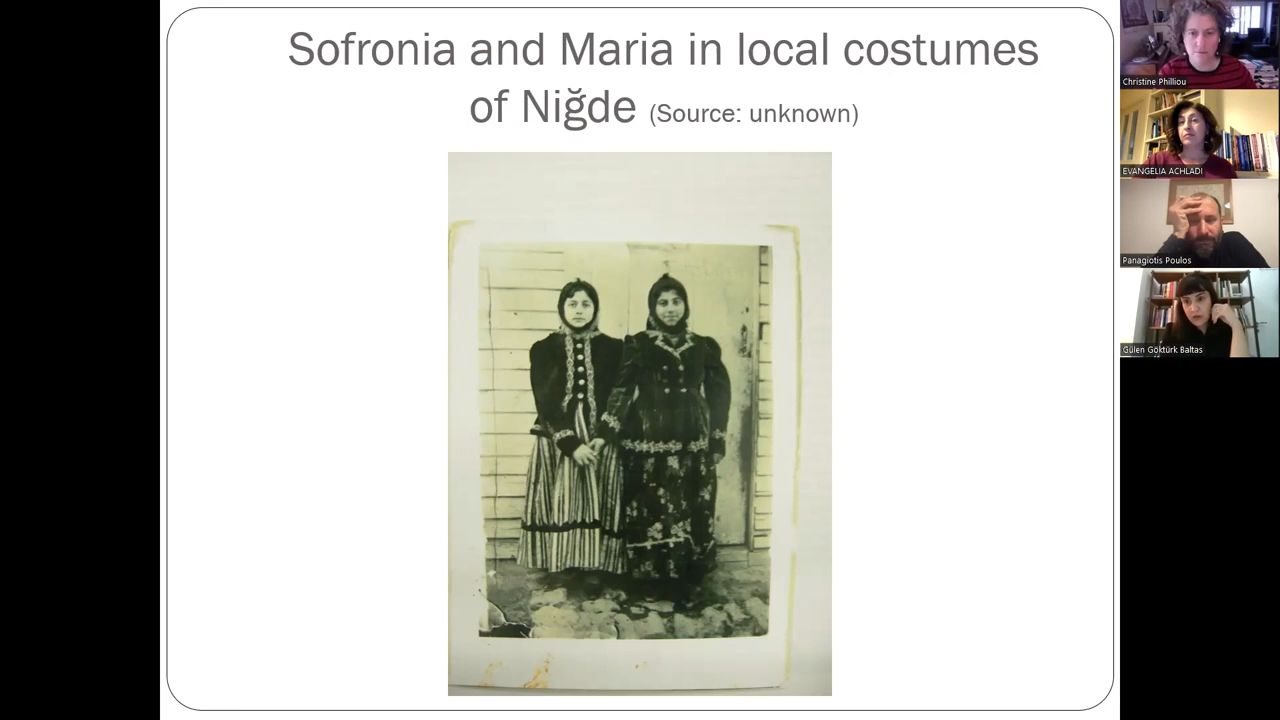 Sofronia and Maria in local costumes
of Niğde (Source: unknown)
Christine Philliou
EVANGELIA ACHLADI
Panagiotis Poulos
Gülen Göktürk Baltas